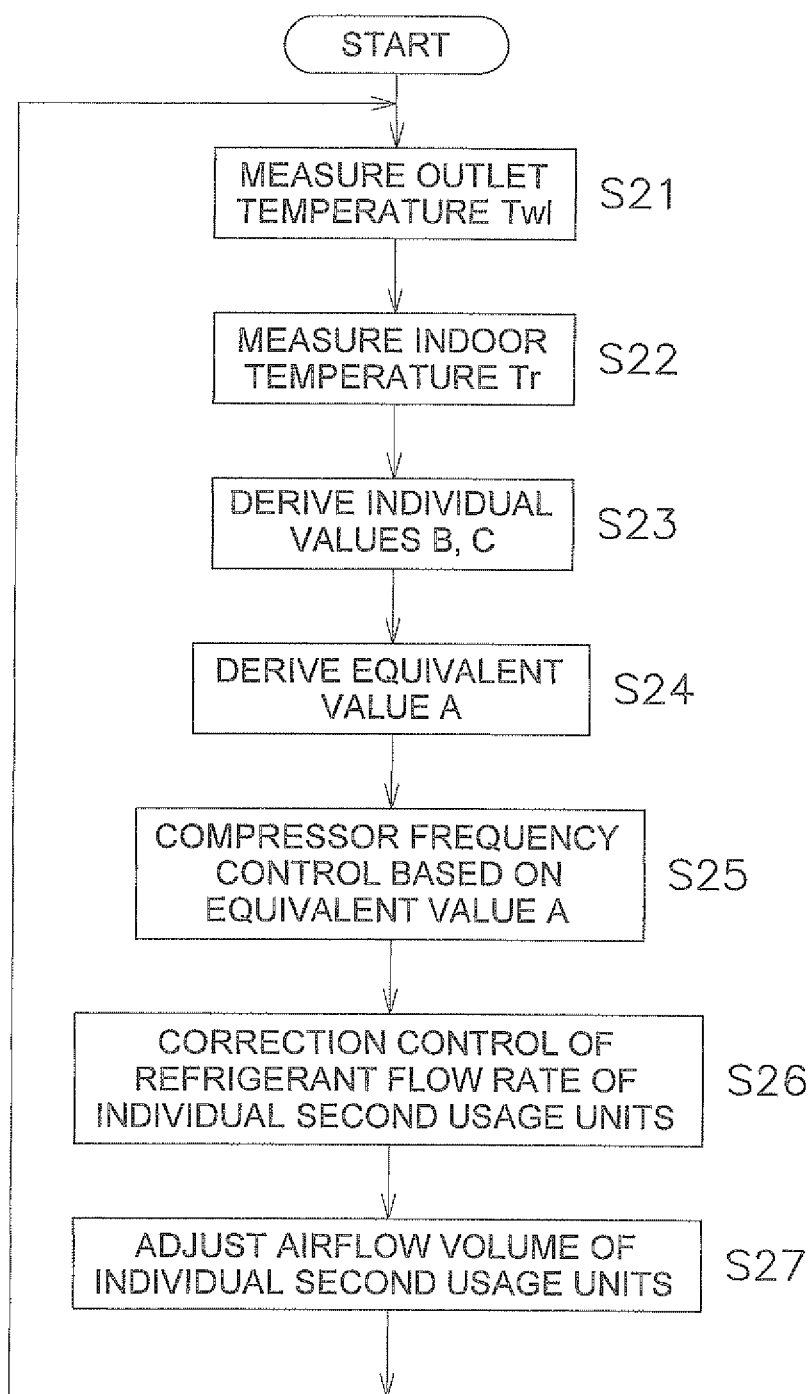 START
MEASURE OUTLET
TEMPERATURE Twl
S21
MEASURE INDOOR
TEMPERATURE Tr
S22
DERIVE INDIVIDUAL
VALUES B, C
S23
DERIVE EQUIVALENT
VALUE A
S24
COMPRESSOR FREQUENCY
CONTROL BASED ON
EQUIVALENT VALUE A
S25
CORRECTION CONTROL OF
REFRIGERANT FLOW RATE OF
INDIVIDUAL SECOND USAGE UNITS
S26
ADJUST AIRFLOW VOLUME OF
INDIVIDUAL SECOND USAGE UNITS
S27